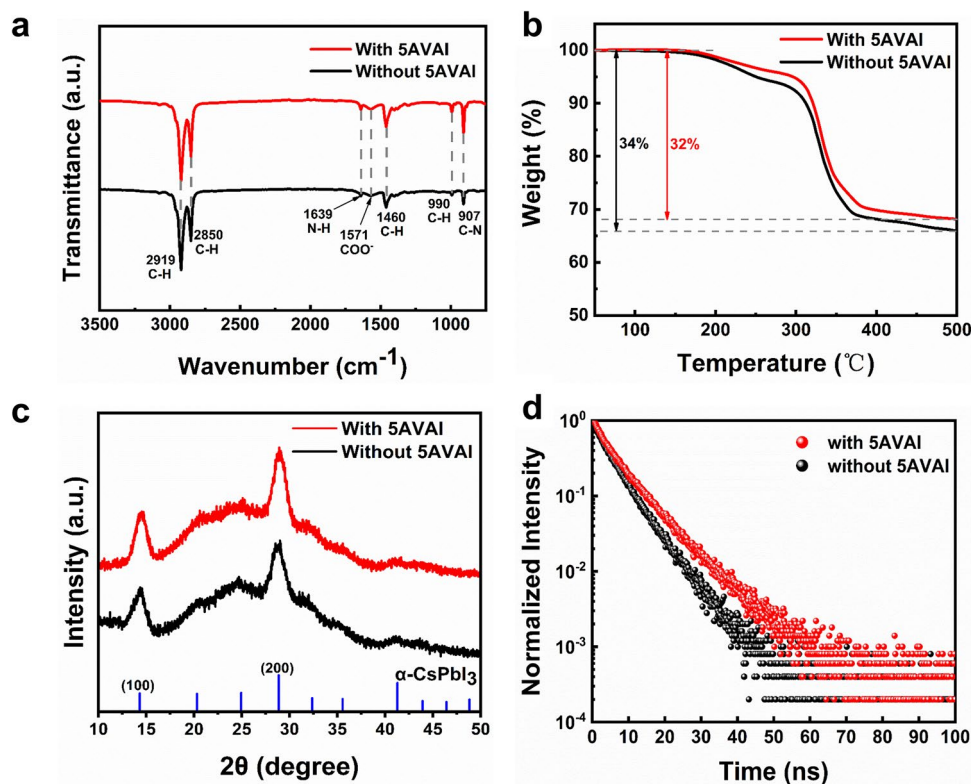 a
With 5AVAI
Without 5AVAI
Transmittance (a.u.)
2919
C-H
2850
C-H
1639
N-H
1571
COO⁻
1460
C-H
990
C-H
907
C-N
3500 3000 2500 2000 1500 1000
Wavenumber (cm⁻¹)
b
With 5AVAI
Without 5AVAI
Weight (%)
100
90
80
70
60
50
34%
32%
100 200 300 400 500
Temperature (℃)
c
With 5AVAI
Without 5AVAI
Intensity (a.u.)
α-CsPbI₃
(100)
(200)
10 15 20 25 30 35 40 45 50
2θ (degree)
d
with 5AVAI
without 5AVAI
Normalized Intensity
10⁰
10⁻¹
10⁻²
10⁻³
10⁻⁴
0 10 20 30 40 50 60 70 80 90 100
Time (ns)